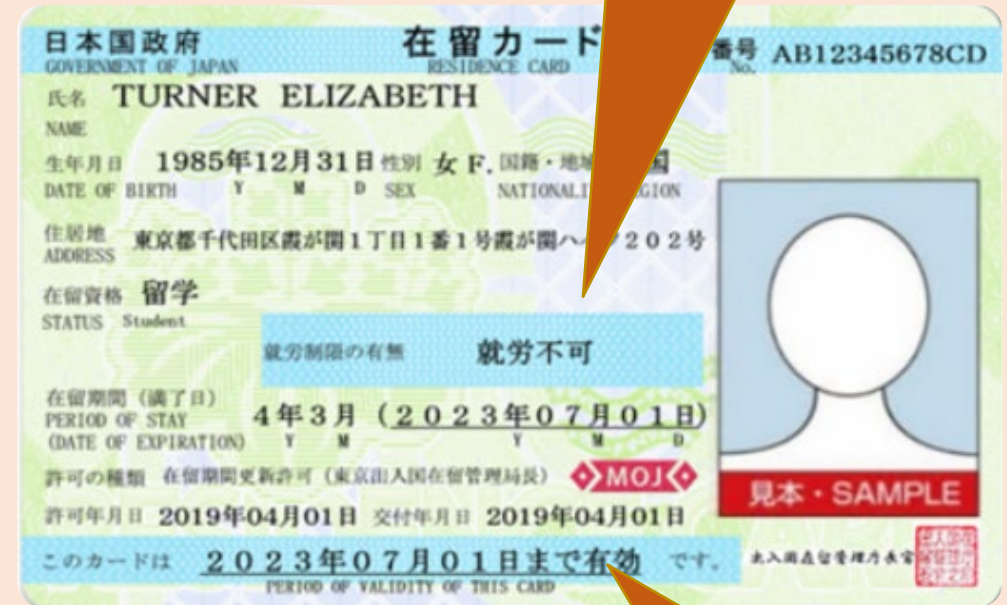 日本国政府 在留カード 番号 AB12345678CD
GOVERNMENT OF JAPAN RESIDENCE CARD No.
氏名 TURNER ELIZABETH
NAME
生年月日 1985年12月31日 性別 女 F. 国籍・地 国
DATE OF BIRTH Y M D SEX NATIONALI GION
住居地 東京都千代田区霞が関1丁目1番1号霞が関ハ 202号
ADDRESS
在留資格 留学
STATUS Student
就労制限の有無 就労不可
在留期間(満了日)
PERIOD OF STAY 4年3月(2023年07月01日)
(DATE OF EXPIRATION) Y M Y M D
許可の種類 在留期間更新許可(東京出入国在留管理局長) MOJ
見本・SAMPLE
許可年月日 2019年04月01日 交付年月日 2019年04月01日
このカードは 2023年07月01日まで有効 です。
PERIOD OF VALIDITY OF THIS CARD